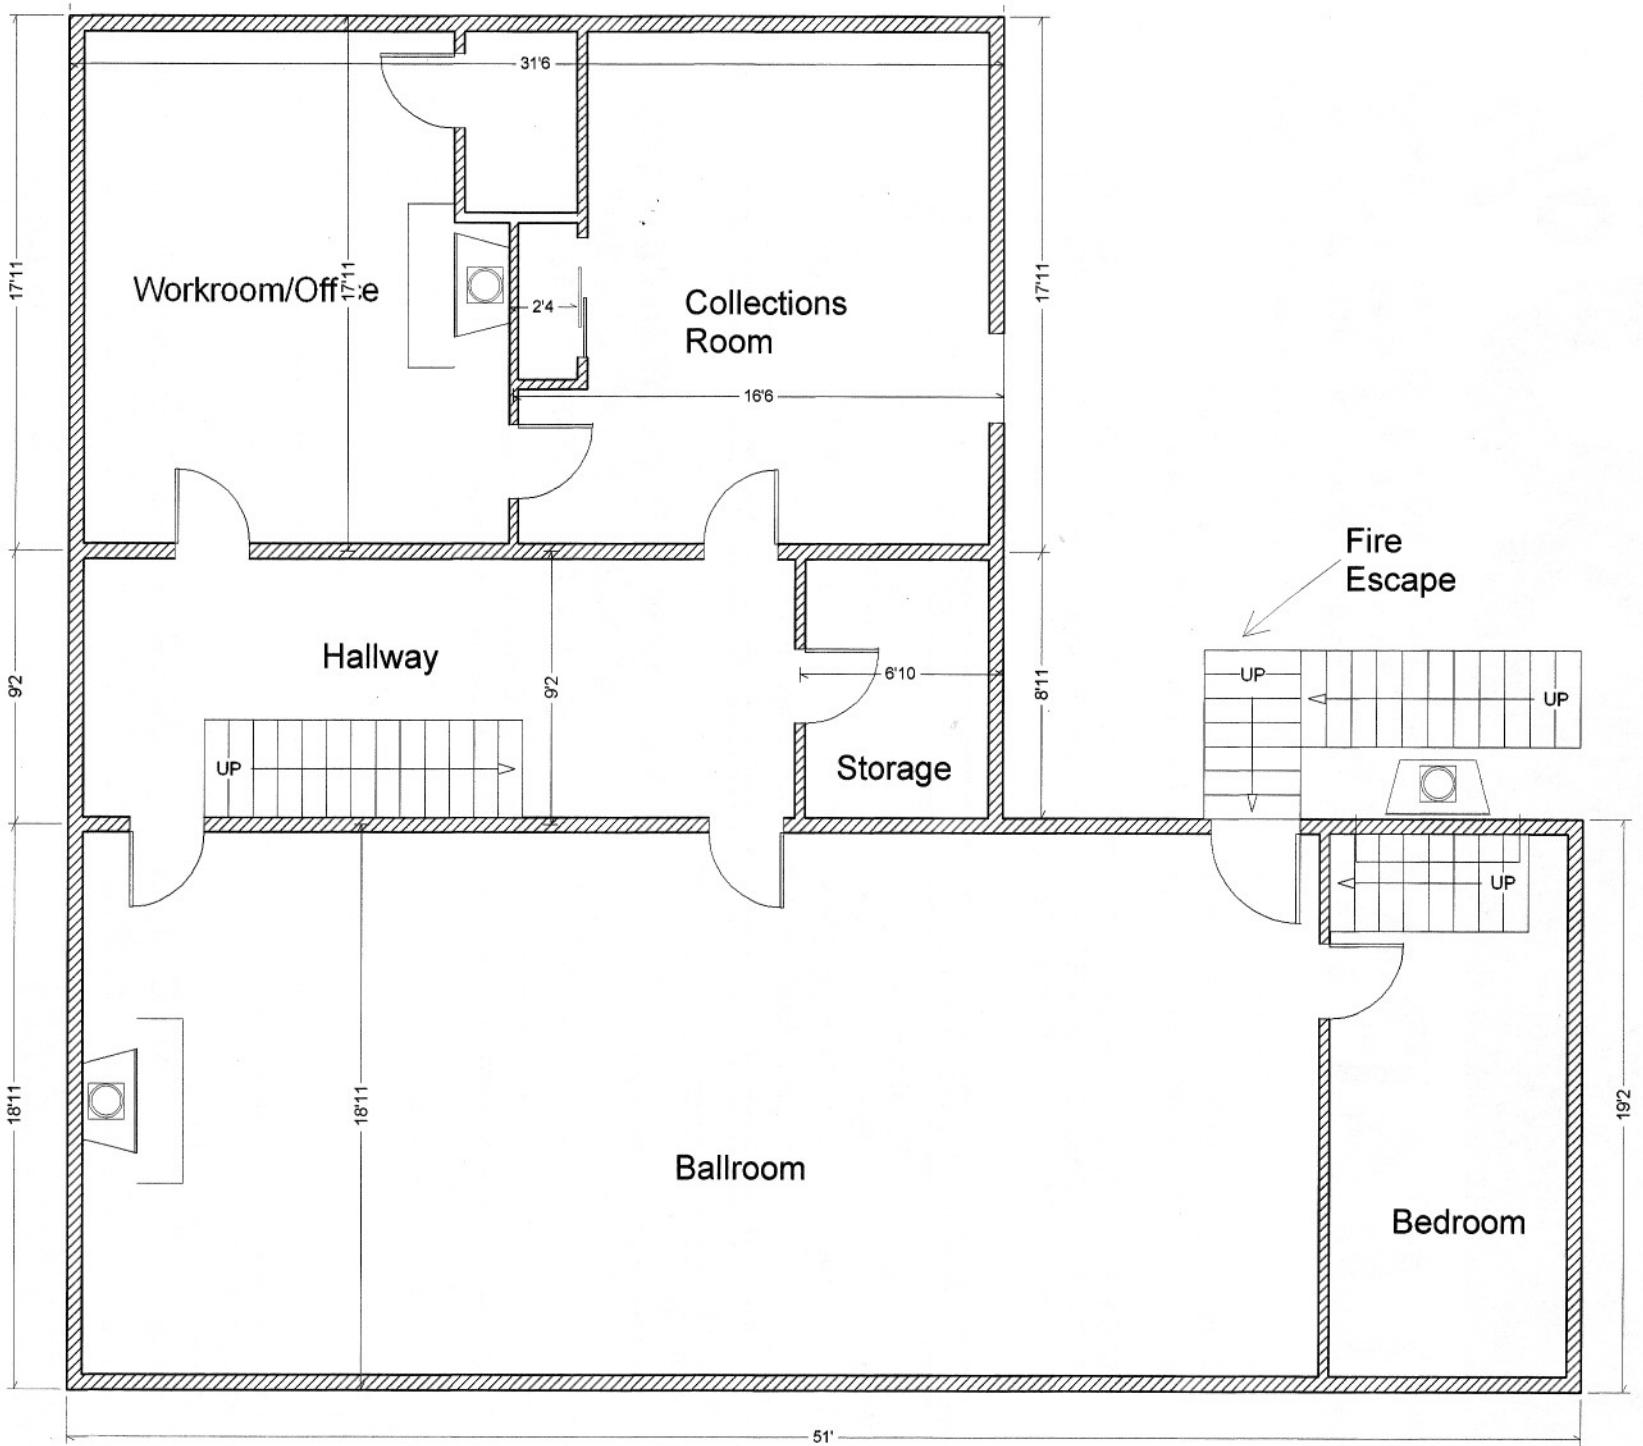 31'6
Workroom/Office
17'11
17'11
17'11
2'4
Collections
Room
16'6
Fire
Escape
Hallway
9'2
9'2
6'10
8'11
UP
UP
UP
Storage
UP
18'11
18'11
19'2
Ballroom
Bedroom
51'